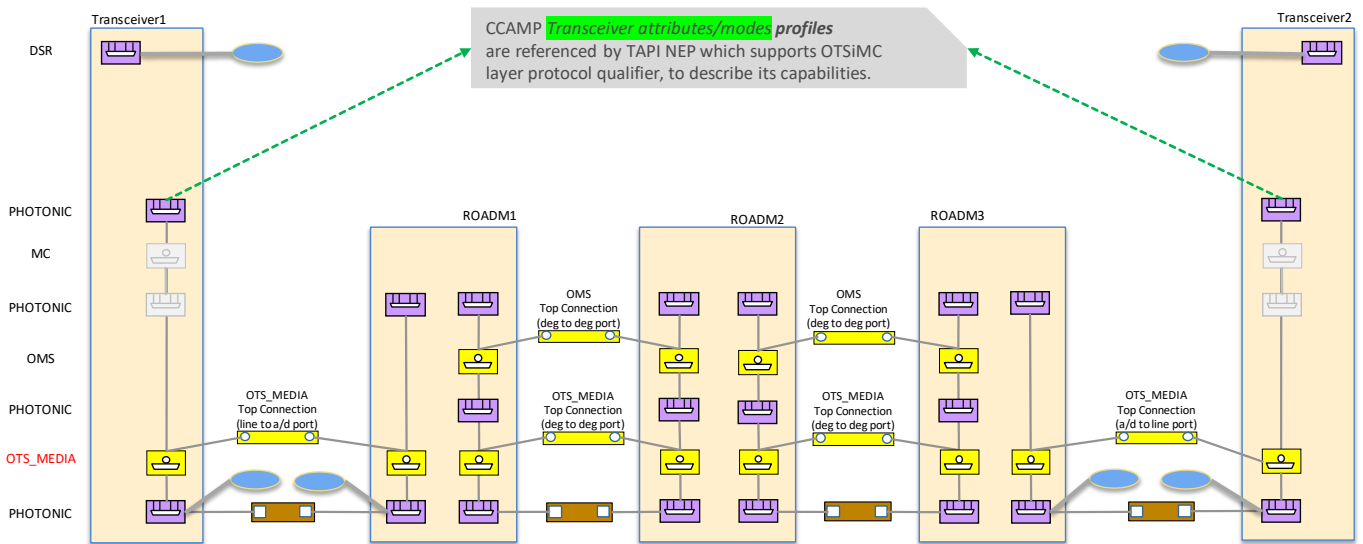 Transceiver1
Transceiver2
CCAMP Transceiver attributes/modes profiles
are referenced by TAPI NEP which supports OTSiMC
layer protocol qualifier, to describe its capabilities.
DSR
PHOTONIC
ROADM1
ROADM2
ROADM3
MC
PHOTONIC
OMS
Top Connection
(deg to deg port)
OMS
Top Connection
(deg to deg port)
OMS
PHOTONIC
OTS_MEDIA
Top Connection
(line to a/d port)
OTS_MEDIA
Top Connection
(deg to deg port)
OTS_MEDIA
Top Connection
(deg to deg port)
OTS_MEDIA
Top Connection
(a/d to line port)
OTS_MEDIA
PHOTONIC